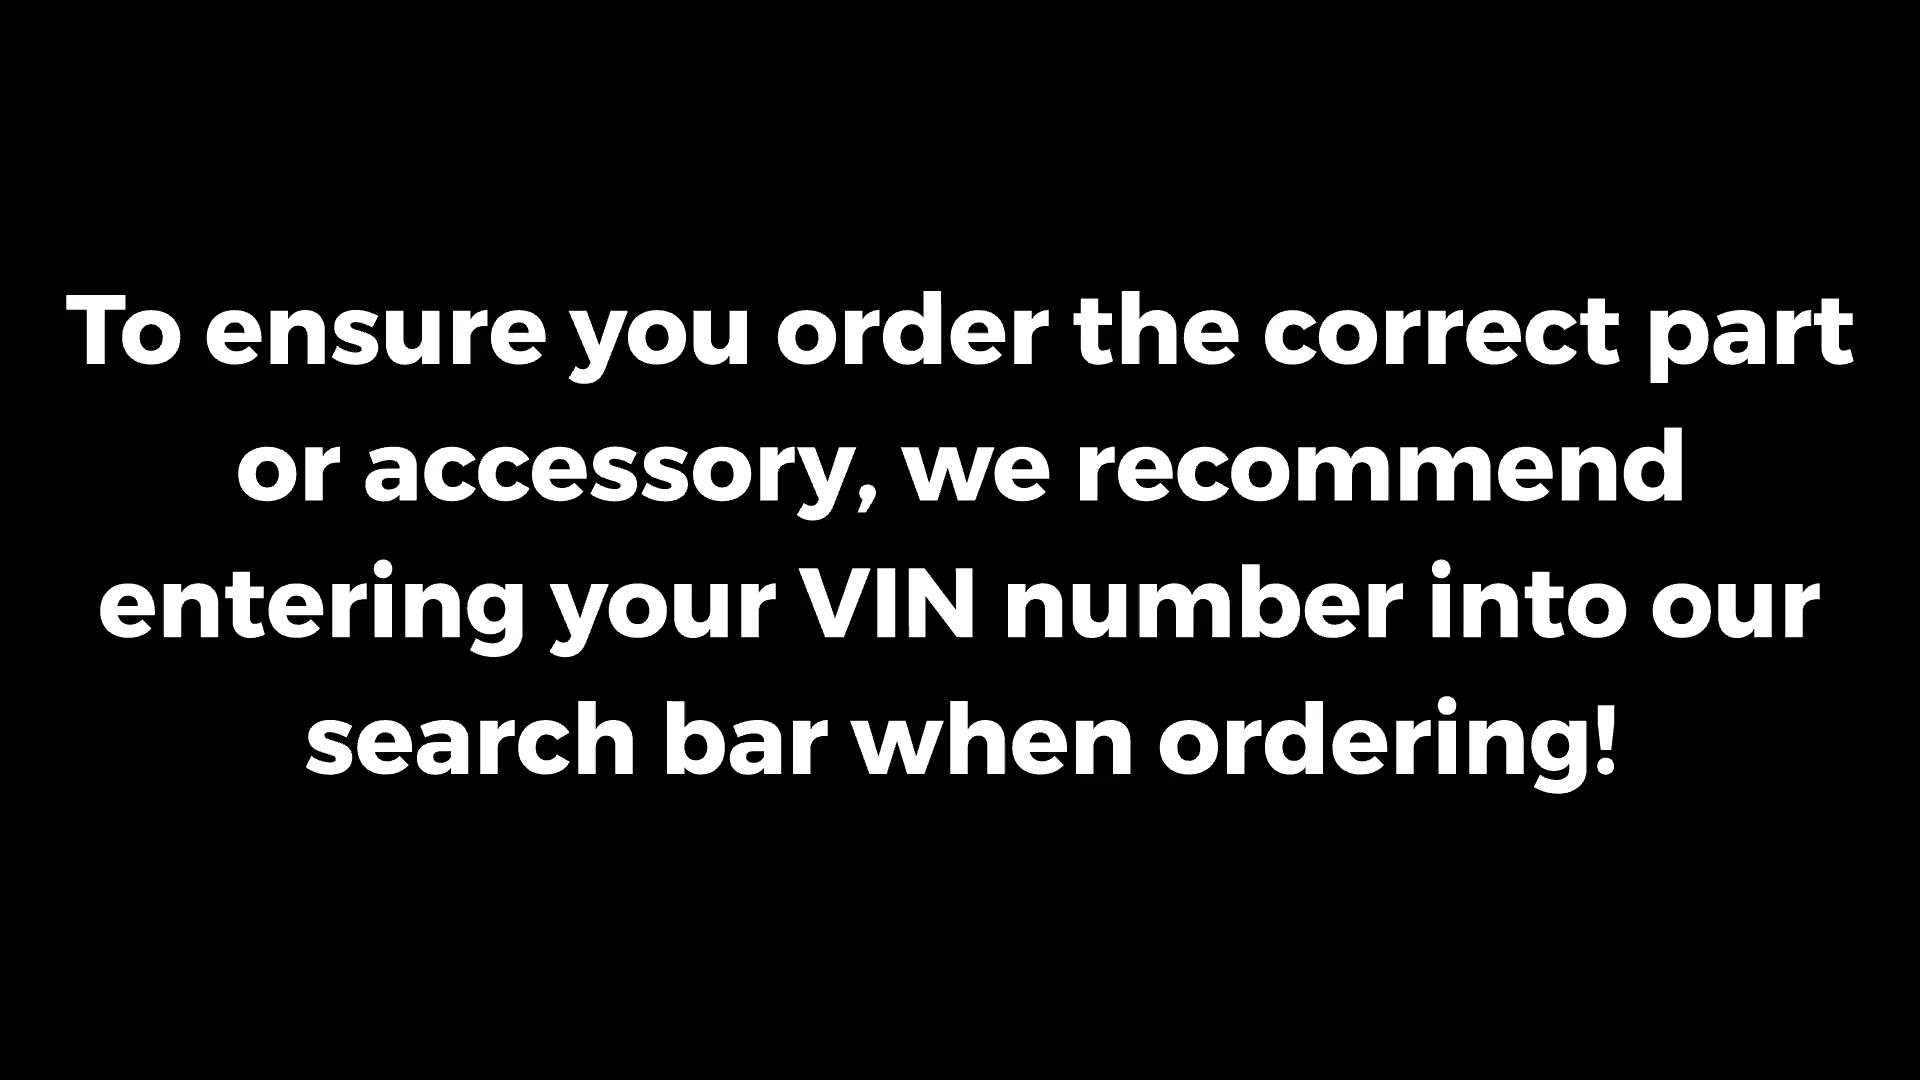 To ensure you order the correct part
or accessory, we recommend
entering your VIN number into our
search bar when ordering!